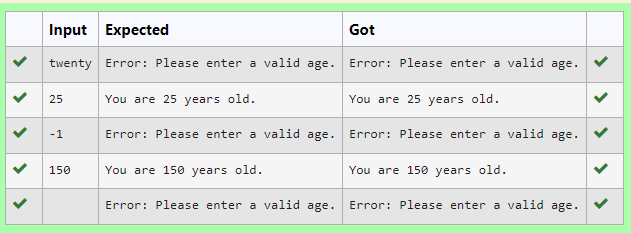 Input Expected Got
twenty Error: Please enter a valid age. Error: Please enter a valid age.
25 You are 25 years old. You are 25 years old.
-1 Error: Please enter a valid age. Error: Please enter a valid age.
150 You are 150 years old. You are 150 years old.
Error: Please enter a valid age. Error: Please enter a valid age.